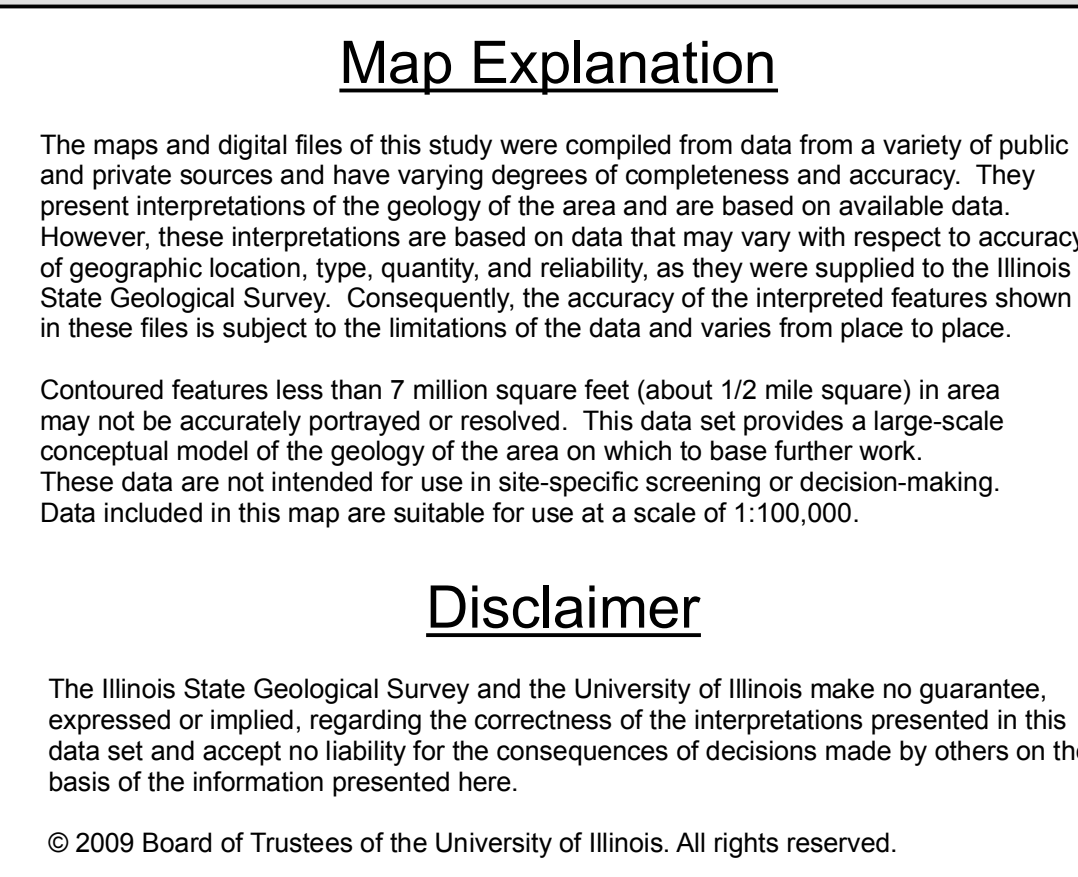 Map Explanation
The maps and digital files of this study were compiled from data from a variety of public
and private sources and have varying degrees of completeness and accuracy.  They
present interpretations of the geology of the area and are based on available data.
However, these interpretations are based on data that may vary with respect to accuracy
of geographic location, type, quantity, and reliability, as they were supplied to the Illinois
State Geological Survey.  Consequently, the accuracy of the interpreted features shown
in these files is subject to the limitations of the data and varies from place to place.
Contoured features less than 7 million square feet (about 1/2 mile square) in area
may not be accurately portrayed or resolved.  This data set provides a large-scale
conceptual model of the geology of the area on which to base further work.
These data are not intended for use in site-specific screening or decision-making.
Data included in this map are suitable for use at a scale of 1:100,000.
Disclaimer
The Illinois State Geological Survey and the University of Illinois make no guarantee,
expressed or implied, regarding the correctness of the interpretations presented in this
data set and accept no liability for the consequences of decisions made by others on the
basis of the information presented here.
© 2009 Board of Trustees of the University of Illinois. All rights reserved.